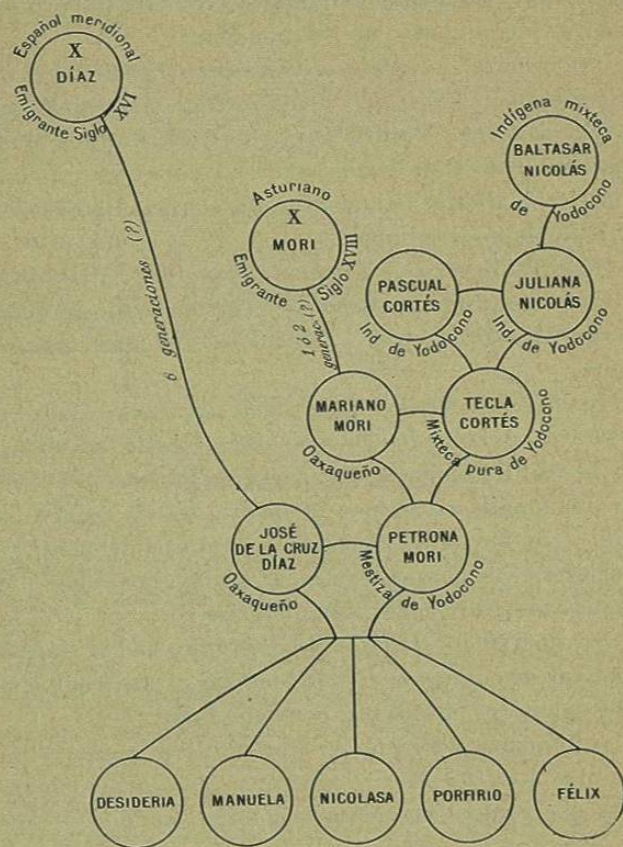 Español meridional
X
DÍAZ
Emigrante Siglo XVI
6 generaciones (?)
Asturiano
X
MORI
Emigrante Siglo XVIII
1 ó 2
generac. (?)
Indígena mixteca
BALTASAR
NICOLÁS
de Yodocono
PASCUAL
CORTÉS
Ind de Yodocono
JULIANA
NICOLÁS
Ind. de Yodocono
MARIANO
MORI
Oaxaqueño
TECLA
CORTÉS
Mixteca pura de Yodocono
JOSÉ
DE LA CRUZ
DÍAZ
Oaxaqueño
PETRONA
MORI
Mestiza de Yodocono
DESIDERIA
MANUELA
NICOLASA
PORFIRIO
FÉLIX